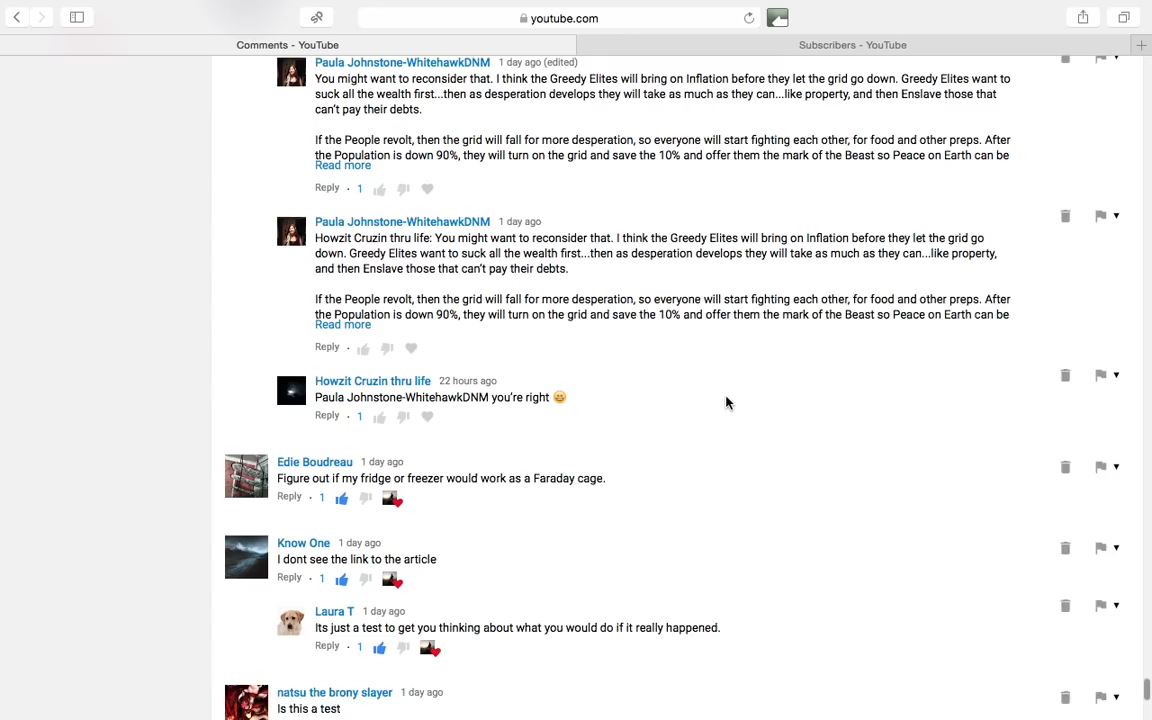 youtube.com
Comments - YouTube
Subscribers - YouTube
Paula Johnstone-WhitehawkDNM 1 day ago (edited)
You might want to reconsider that. I think the Greedy Elites will bring on Inflation before they let the grid go down. Greedy Elites want to
suck all the wealth first...then as desperation develops they will take as much as they can...like property, and then Enslave those that
can't pay their debts.
If the People revolt, then the grid will fall for more desperation, so everyone will start fighting each other, for food and other preps. After
the Population is down 90%, they will turn on the grid and save the 10% and offer them the mark of the Beast so Peace on Earth can be
Read more
Reply · 1
Paula Johnstone-WhitehawkDNM 1 day ago
Howzit Cruzin thru life: You might want to reconsider that. I think the Greedy Elites will bring on Inflation before they let the grid go
down. Greedy Elites want to suck all the wealth first...then as desperation develops they will take as much as they can...like property,
and then Enslave those that can't pay their debts.
If the People revolt, then the grid will fall for more desperation, so everyone will start fighting each other, for food and other preps. After
the Population is down 90%, they will turn on the grid and save the 10% and offer them the mark of the Beast so Peace on Earth can be
Read more
Reply ·
Howzit Cruzin thru life 22 hours ago
Paula Johnstone-WhitehawkDNM you're right 😄
Reply · 1
Edie Boudreau 1 day ago
Figure out if my fridge or freezer would work as a Faraday cage.
Reply · 1
Know One 1 day ago
I dont see the link to the article
Reply · 1
Laura T 1 day ago
Its just a test to get you thinking about what you would do if it really happened.
Reply · 1
natsu the brony slayer 1 day ago
Is this a test